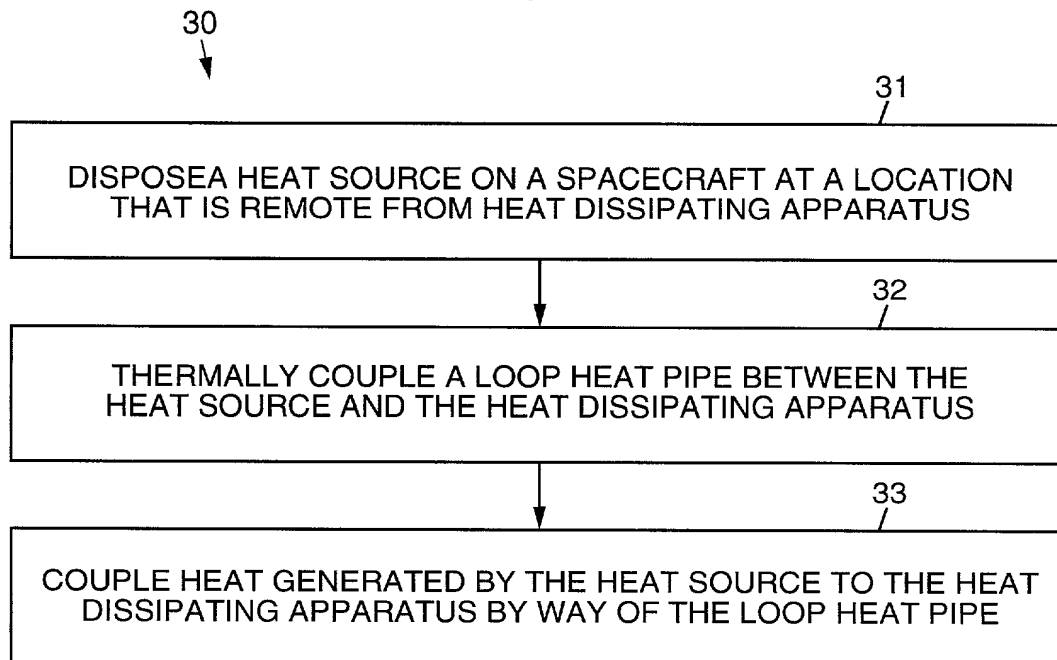 30
31
DISPOSEA HEAT SOURCE ON A SPACECRAFT AT A LOCATION
THAT IS REMOTE FROM HEAT DISSIPATING APPARATUS
32
THERMALLY COUPLE A LOOP HEAT PIPE BETWEEN THE
HEAT SOURCE AND THE HEAT DISSIPATING APPARATUS
33
COUPLE HEAT GENERATED BY THE HEAT SOURCE TO THE HEAT
DISSIPATING APPARATUS BY WAY OF THE LOOP HEAT PIPE